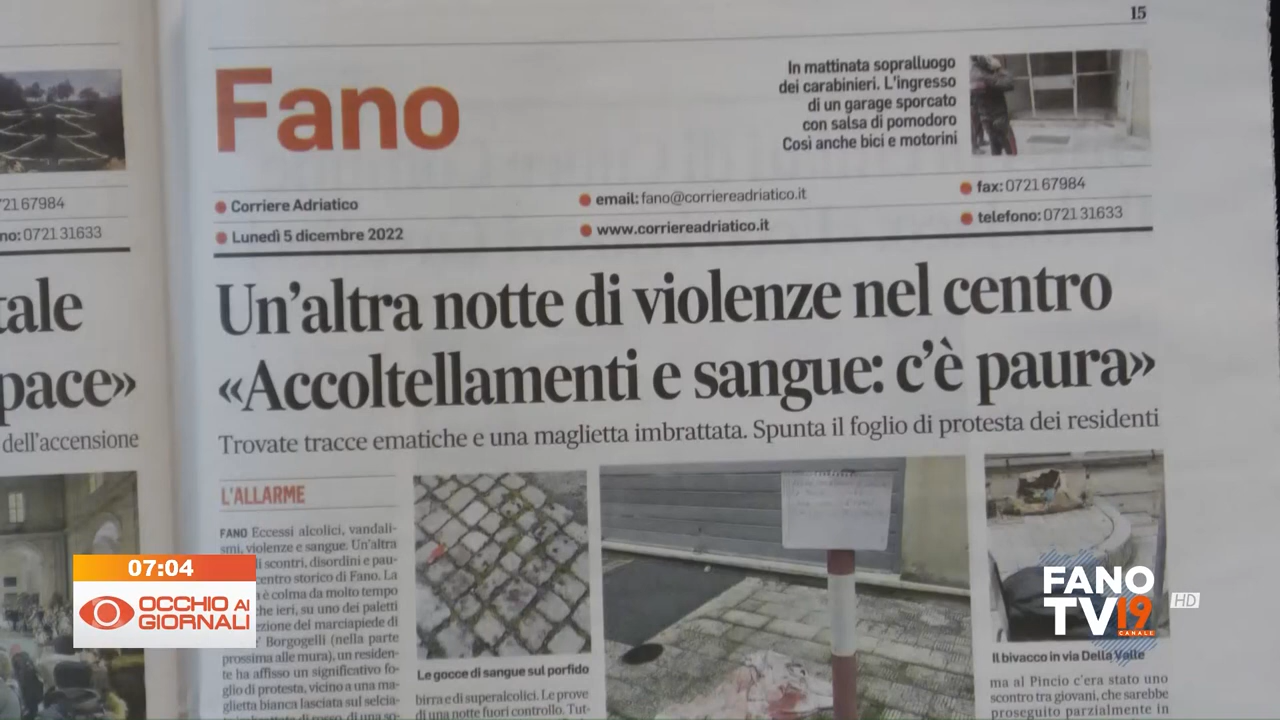 15
Fano
In mattinata sopralluogo
dei carabinieri. L'ingresso
di un garage sporcato
con salsa di pomodoro
Così anche bici e motorini
Corriere Adriatico
Lunedì 5 dicembre 2022
email: fano@corriereadriatico.it
www.corriereadriatico.it
fax: 0721 67984
telefono: 0721 31633
721 67984
no: 0721 31633
tale
pace»
dell'accensione
Un'altra notte di violenze nel centro
«Accoltellamenti e sangue: c'è paura»
Trovate tracce ematiche e una maglietta imbrattata. Spunta il foglio di protesta dei residenti
L'ALLARME
FANO Eccessi alcolici, vandali-
smi, violenze e sangue. Un'altra
di scontri, disordini e pau-
centro storico di Fano. La
a è colma da molto tempo
che ieri, su uno dei paletti
ezione del marciapiede di
Borgogelli (nella parte
prossima alle mura), un residen-
te ha affisso un significativo fo-
glio di protesta, vicino a una ma-
glietta bianca lasciata sul selcia-
Le gocce di sangue sul porfido
birra e di superalcolici. Le prove
di una notte fuori controllo. Tut-
Il bivacco in via Della Valle
ma al Pincio c'era stato uno
scontro tra giovani, che sarebbe
proseguito parzialmente in
07:04
OCCHIO AI
GIORNALI
FANO
TV19
CANALE
HD